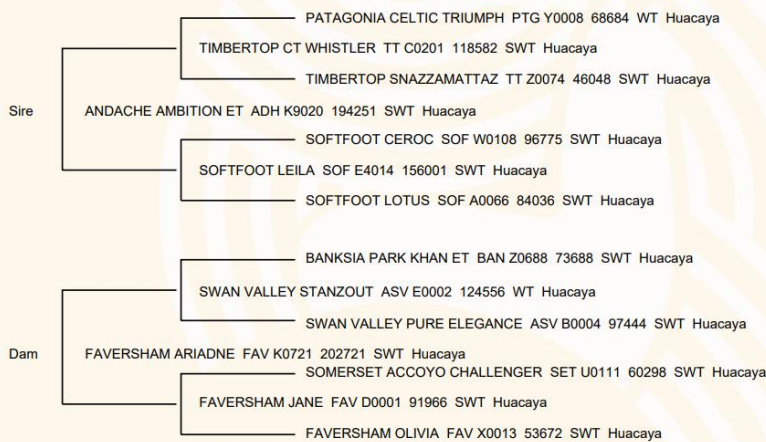 PATAGONIA CELTIC TRIUMPH PTG Y0008 68684 WT Huacaya
TIMBERTOP CT WHISTLER TT C0201 118582 SWT Huacaya
TIMBERTOP SNAZZAMATTAZ TT Z0074 46048 SWT Huacaya
Sire ANDACHE AMBITION ET ADH K9020 194251 SWT Huacaya
SOFTFOOT CEROC SOF W0108 96775 SWT Huacaya
SOFTFOOT LEILA SOF E4014 156001 SWT Huacaya
SOFTFOOT LOTUS SOF A0066 84036 SWT Huacaya
BANKSIA PARK KHAN ET BAN Z0688 73688 SWT Huacaya
SWAN VALLEY STANZOUT ASV E0002 124556 WT Huacaya
SWAN VALLEY PURE ELEGANCE ASV B0004 97444 SWT Huacaya
Dam FAVERSHAM ARIADNE FAV K0721 202721 SWT Huacaya
SOMERSET ACCOYO CHALLENGER SET U0111 60298 SWT Huacaya
FAVERSHAM JANE FAV D0001 91966 SWT Huacaya
FAVERSHAM OLIVIA FAV X0013 53672 SWT Huacaya